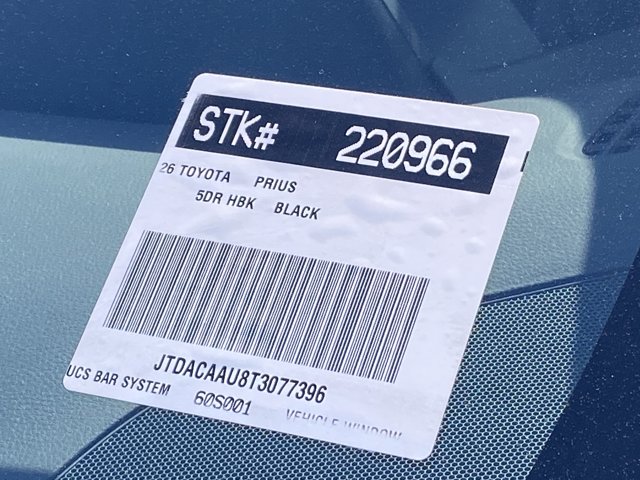 STK# 220966
26 TOYOTA PRIUS
5DR HBK BLACK
JTDACAAU8T3077396
UCS BAR SYSTEM 60S001 VEHICLE WINDOW